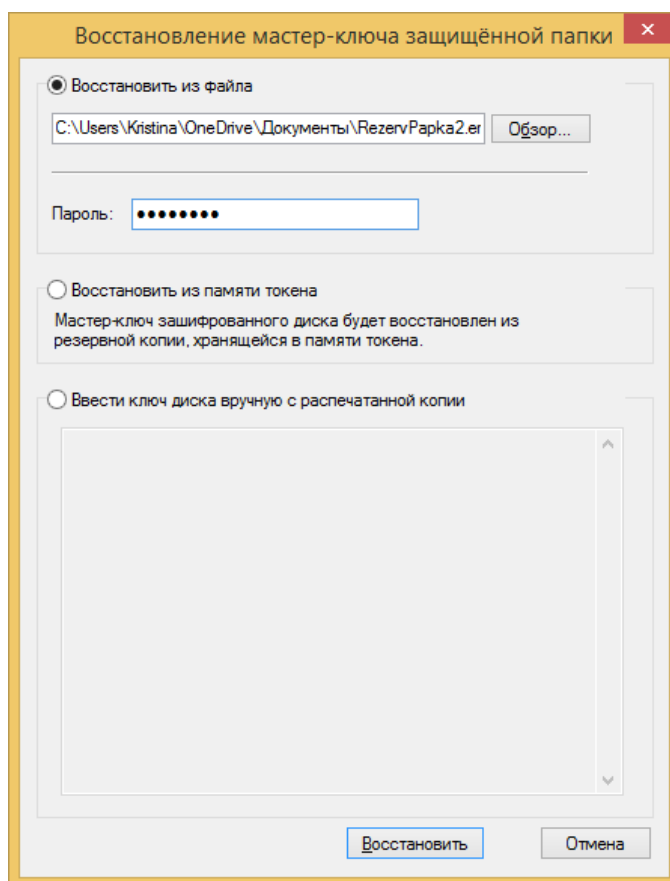 Восстановление мастер-ключа защищённой папки
Восстановить из файла
C:\Users\Kristina\OneDrive\Документы\RezervPapka2.er
Обзор...
Пароль: ●●●●●●●●
Восстановить из памяти токена
Мастер-ключ зашифрованного диска будет восстановлен из
резервной копии, хранящейся в памяти токена.
Ввести ключ диска вручную с распечатанной копии
Восстановить
Отмена